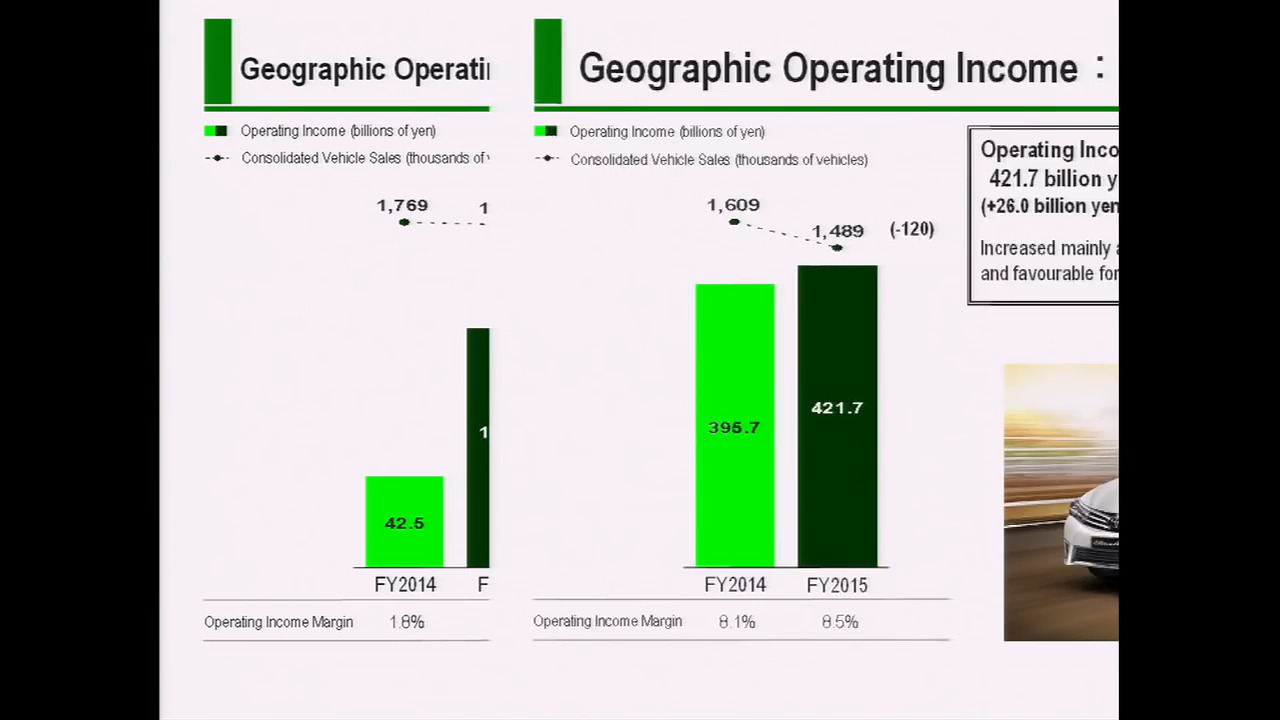 Geographic Operati
Operating Income (billions of yen)
Consolidated Vehicle Sales (thousands of v
1,769
1
42.5
1
FY2014
F
Operating Income Margin
1.8%
Geographic Operating Income :
Operating Income (billions of yen)
Consolidated Vehicle Sales (thousands of vehicles)
1,609
1,489
(-120)
395.7
421.7
FY2014
FY2015
Operating Income Margin
8.1%
8.5%
Operating Inco
421.7 billion y
(+26.0 billion yen
Increased mainly a
and favourable for